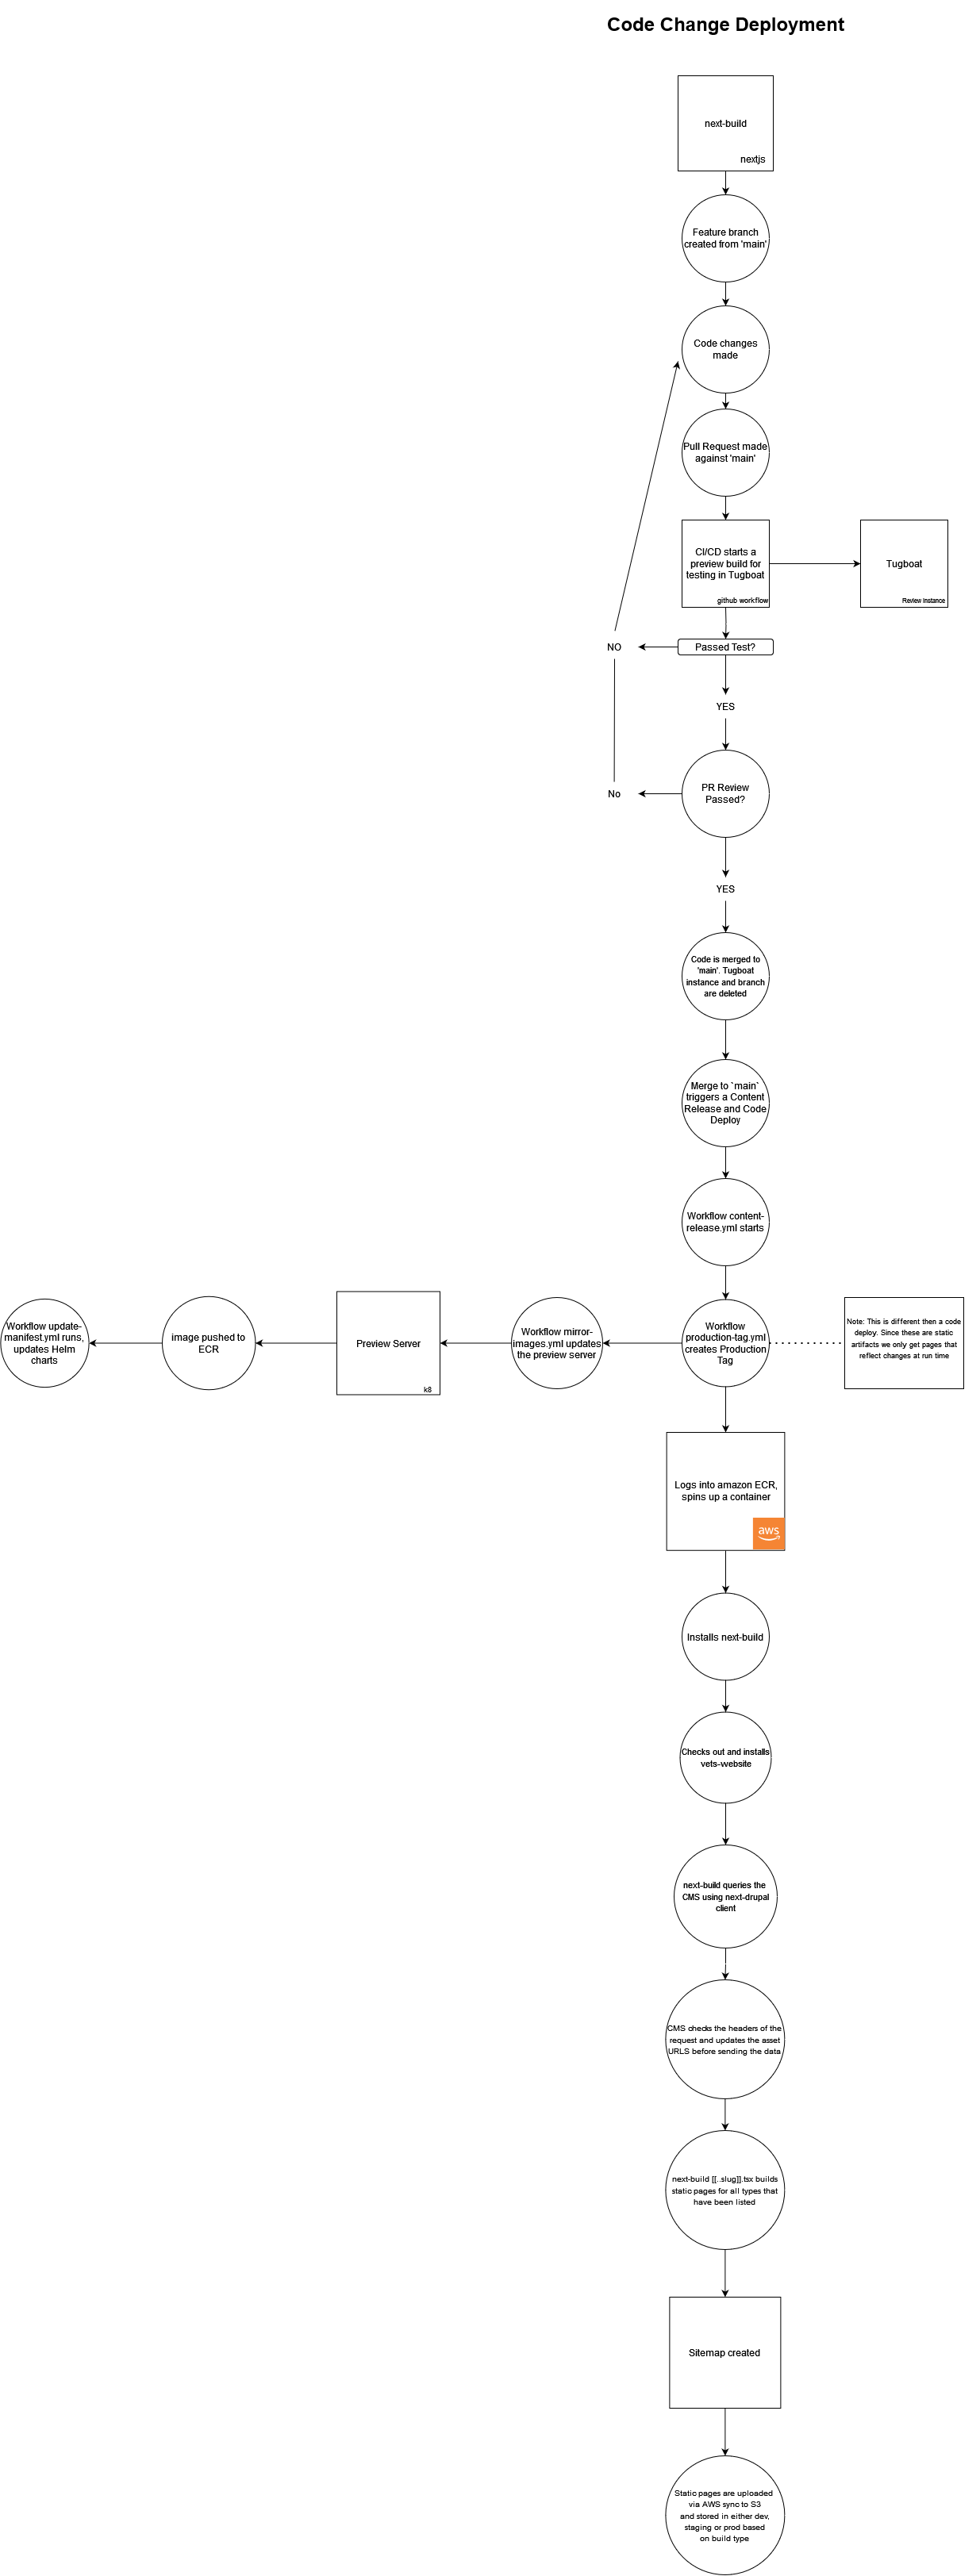 Code Change Deployment
next-build
nextjs
Feature branch
created from 'main'
Code changes
made
Pull Request made
against 'main'
CI/CD starts a
preview build for
testing in Tugboat
github workflow
Tugboat
Review Instance
NO
Passed Test?
YES
No
PR Review
Passed?
YES
Code is merged to
'main'. Tugboat
instance and branch
are deleted
Merge to `main`
triggers a Content
Release and Code
Deploy
Workflow content-
release.yml starts
Workflow update-
manifest.yml runs,
updates Helm
charts
image pushed to
ECR
Preview Server
k8
Workflow mirror-
images.yml updates
the preview server
Workflow
production-tag.yml
creates Production
Tag
Note: This is different then a code
deploy. Since these are static
artifacts we only get pages that
reflect changes at run time
Logs into amazon ECR,
spins up a container
aws
Installs next-build
Checks out and installs
vets-website
next-build queries the
CMS using next-drupal
client
CMS checks the headers of the
request and updates the asset
URLS before sending the data
next-build [[..slug]].tsx builds
static pages for all types that
have been listed
Sitemap created
Static pages are uploaded
via AWS sync to S3
and stored in either dev,
staging or prod based
on build type